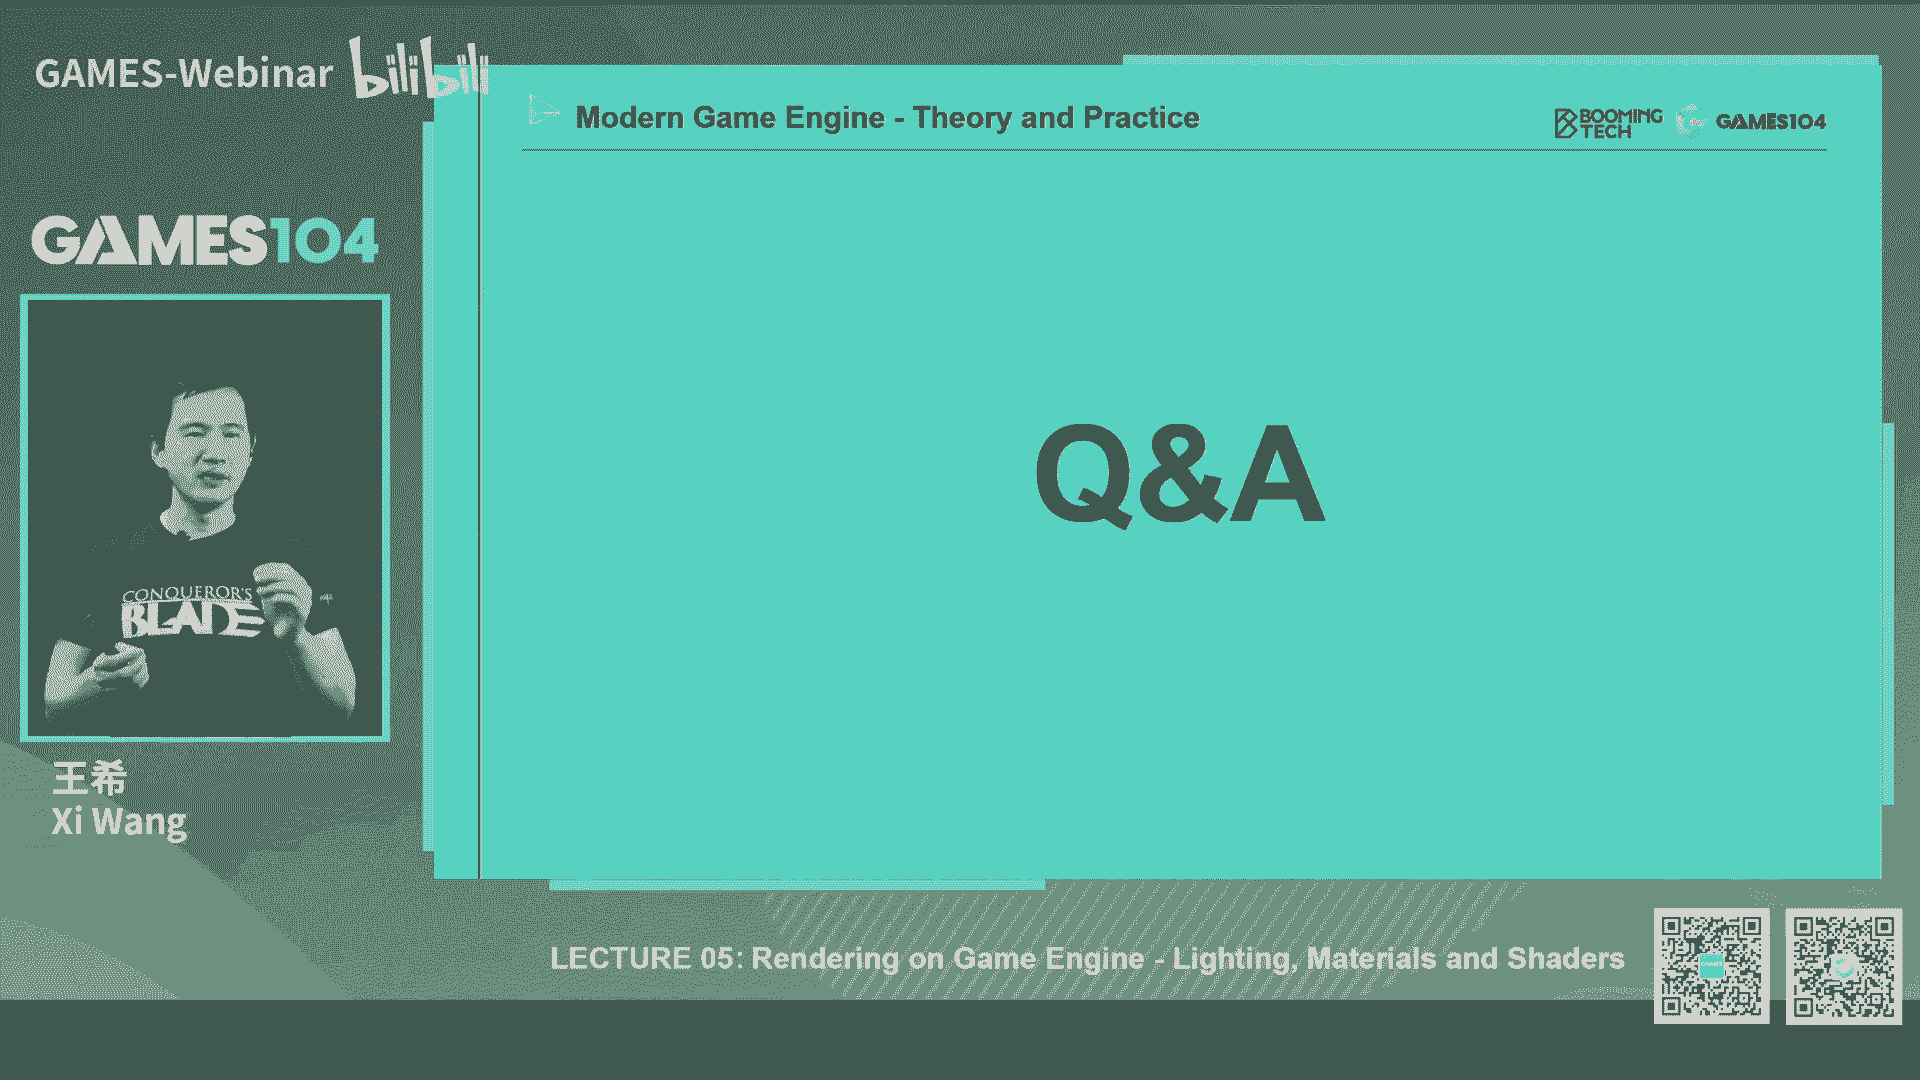 GAMES-Webinar bilibili
Modern Game Engine - Theory and Practice
BOOMING
TECH
GAMES104
GAMES104
Q&A
CONQUEROR'S
BLADE
王希
Xi Wang
LECTURE 05: Rendering on Game Engine - Lighting, Materials and Shaders